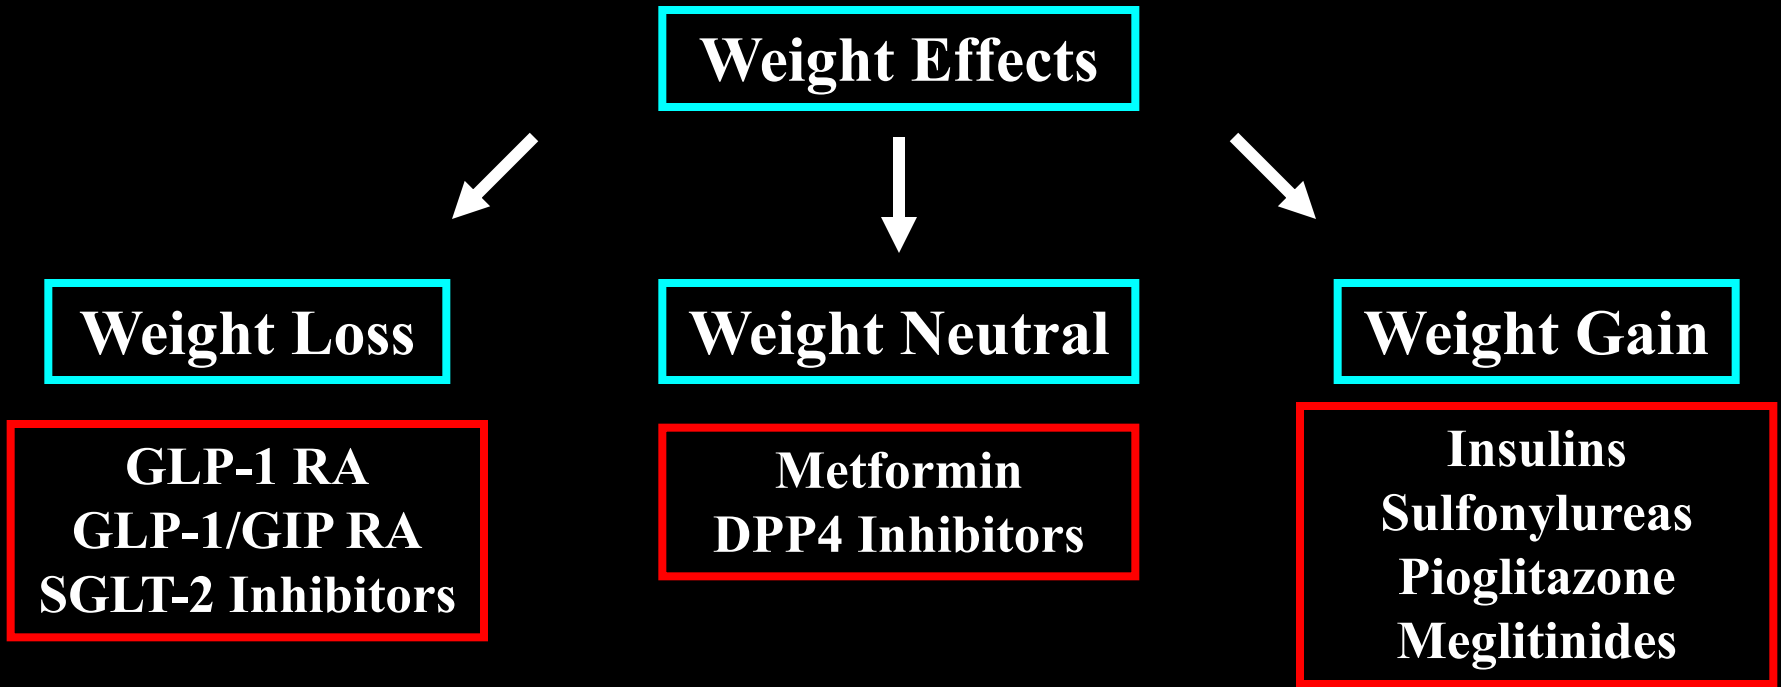 Weight Effects
Weight Loss
GLP-1 RA
GLP-1/GIP RA
SGLT-2 Inhibitors
Weight Neutral
Metformin
DPP4 Inhibitors
Weight Gain
Insulins
Sulfonylureas
Pioglitazone
Meglitinides